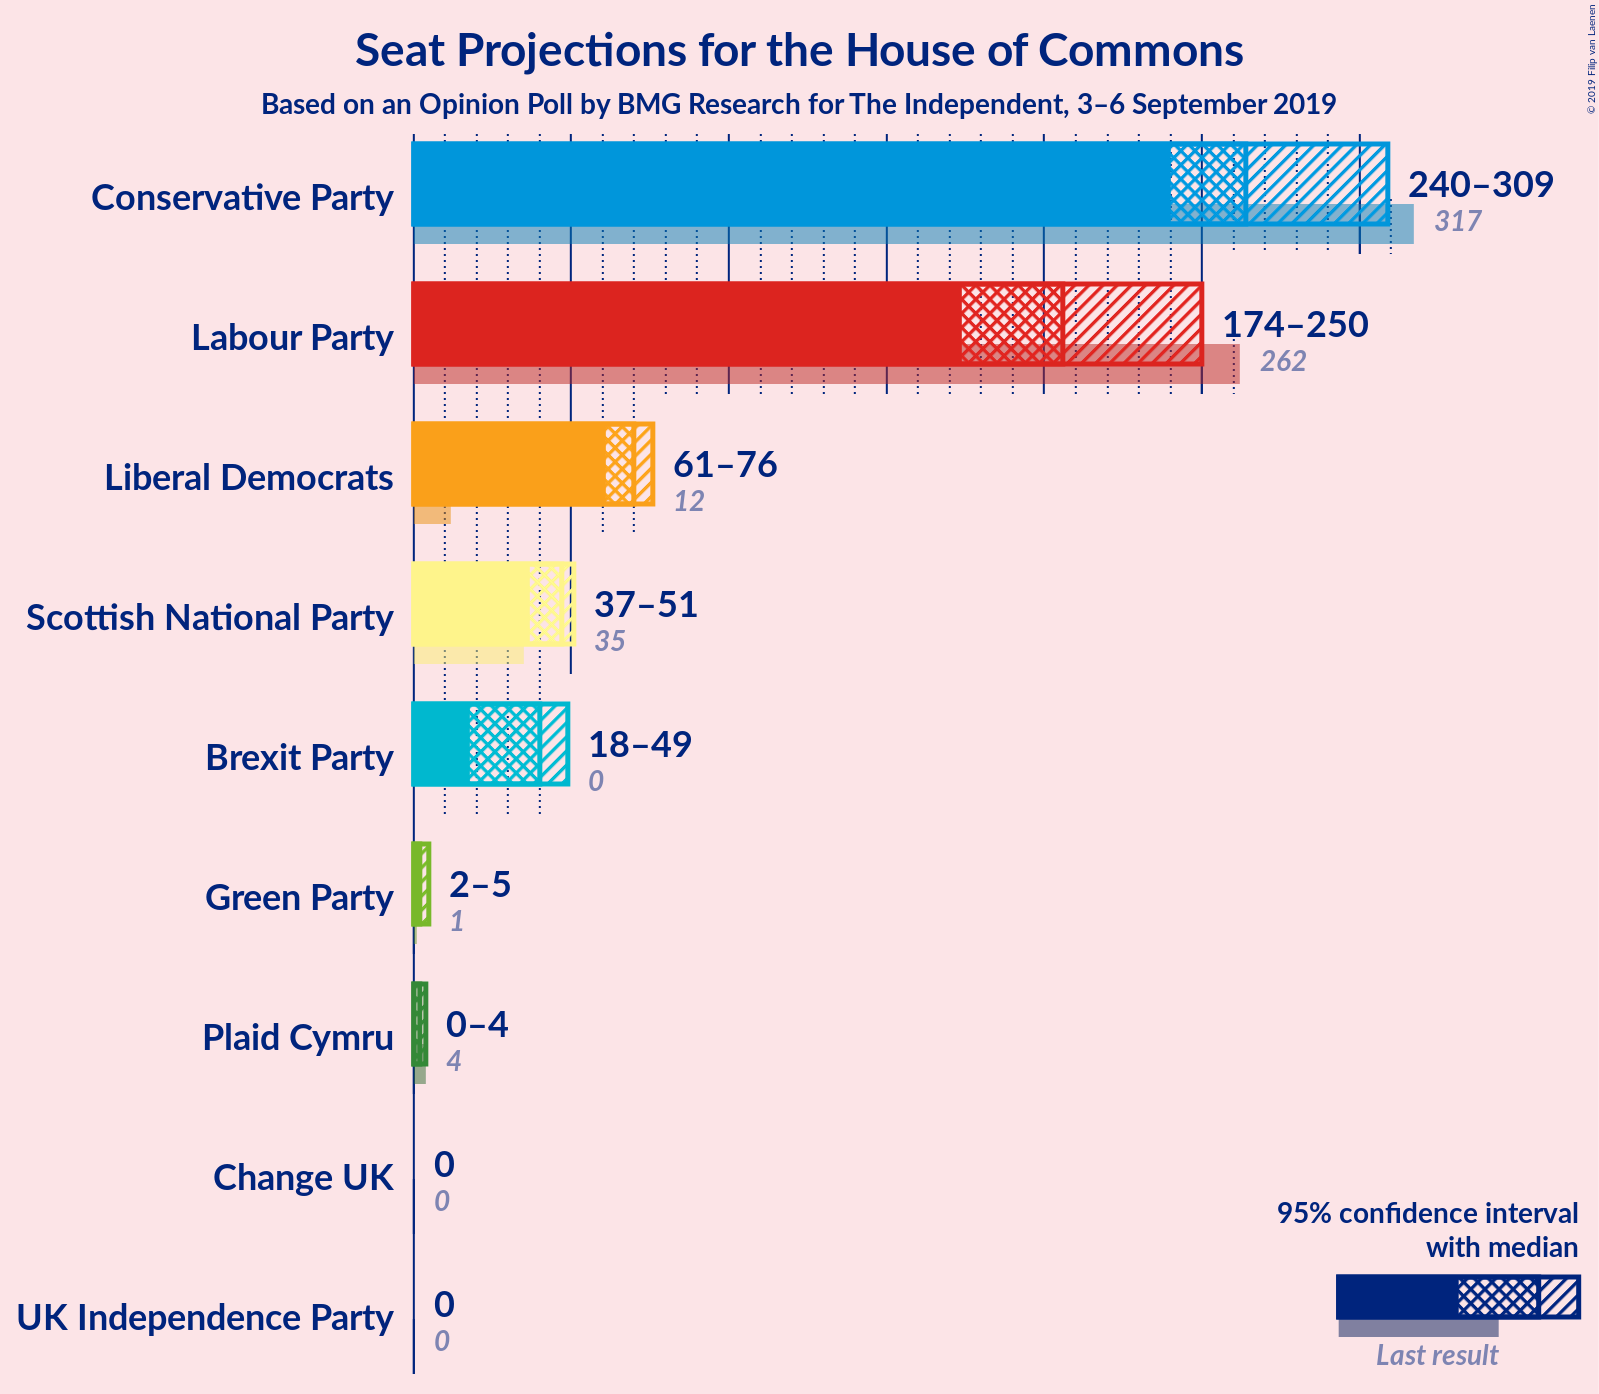 Seat Projections for the House of Commons
Based on an Opinion Poll by BMG Research for The Independent, 3–6 September 2019
© 2019 Filip van Laenen
Conservative Party
240–309
317
Labour Party
174–250
262
Liberal Democrats
61–76
12
Scottish National Party
37–51
35
Brexit Party
18–49
0
Green Party
2–5
1
Plaid Cymru
0–4
4
Change UK
0
0
UK Independence Party
0
0
95% confidence interval
with median
Last result